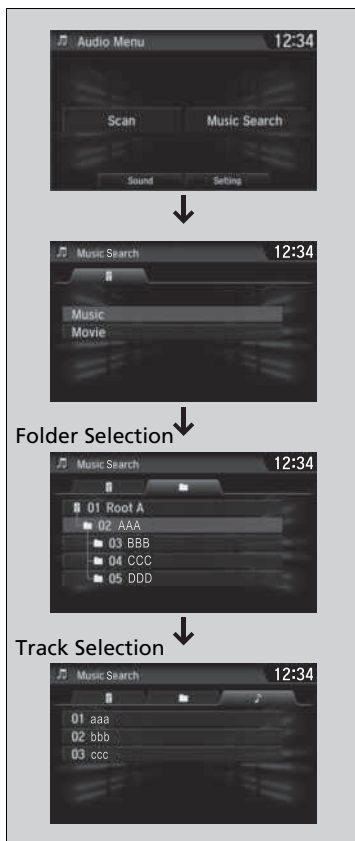 Audio Menu 12:34
Scan Music Search
Sound Setting
Music Search 12:34
Music
Movie
Folder Selection
Music Search 12:34
01 Root A
02 AAA
03 BBB
04 CCC
05 DDD
Track Selection
Music Search 12:34
01 aaa
02 bbb
03 ccc